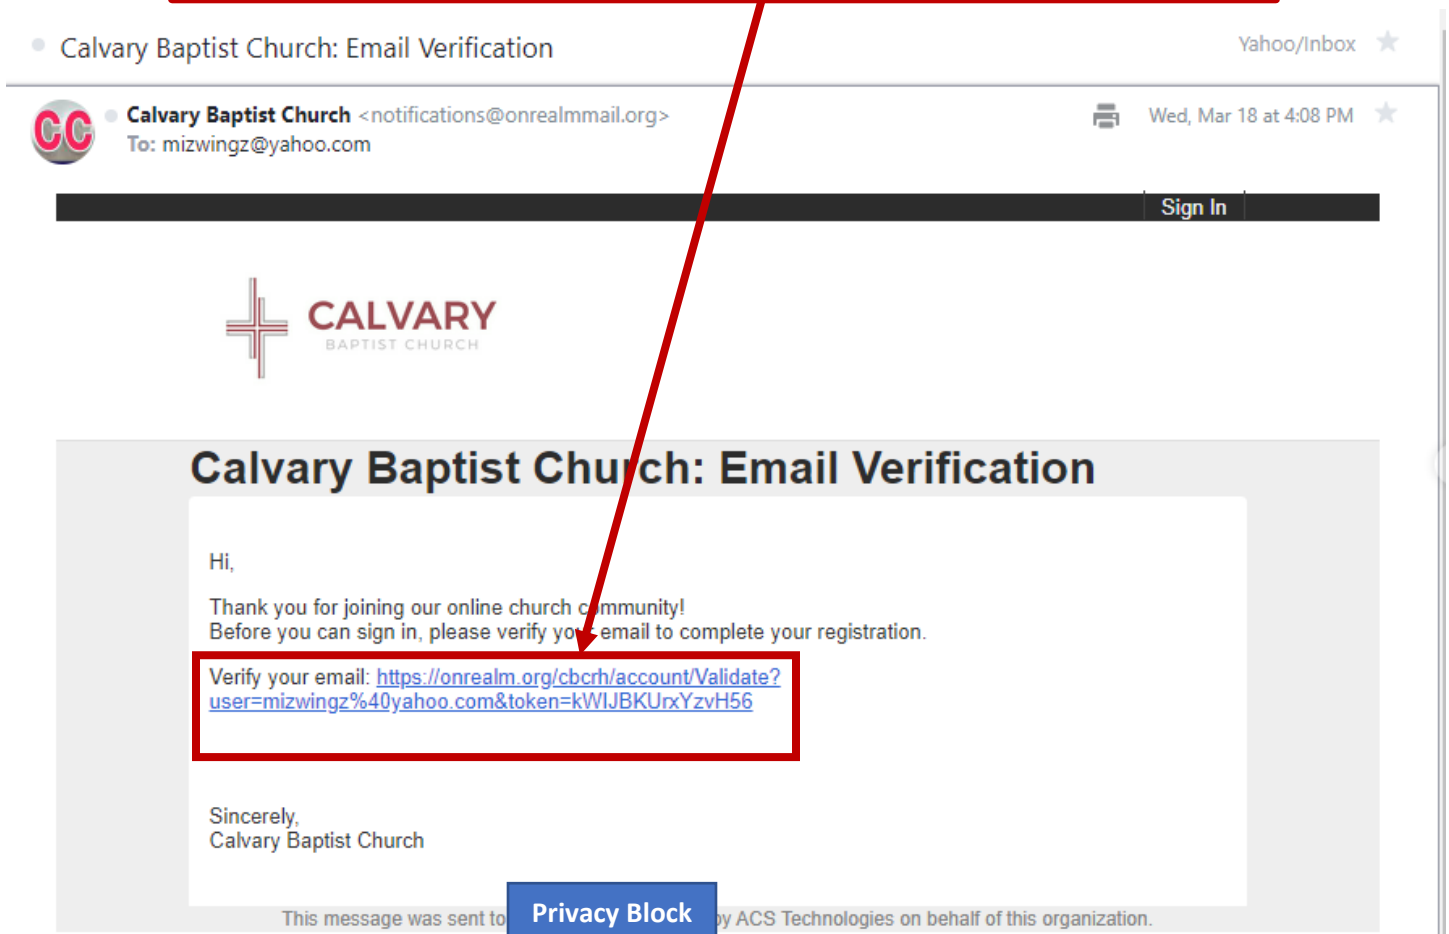 Calvary Baptist Church: Email Verification
Yahoo/Inbox
CC
Calvary Baptist Church <notifications@onrealmmail.org>
Wed, Mar 18 at 4:08 PM
To: mizwingz@yahoo.com
Sign In
CALVARY
BAPTIST CHURCH
Calvary Baptist Church: Email Verification
Hi,
Thank you for joining our online church community!
Before you can sign in, please verify your email to complete your registration.
Verify your email: https://onrealm.org/cbcrh/account/Validate?
user=mizwingz%40yahoo.com&token=kWIJBKUrxYzvH56
Sincerely,
Calvary Baptist Church
This message was sent to Privacy Block by ACS Technologies on behalf of this organization.